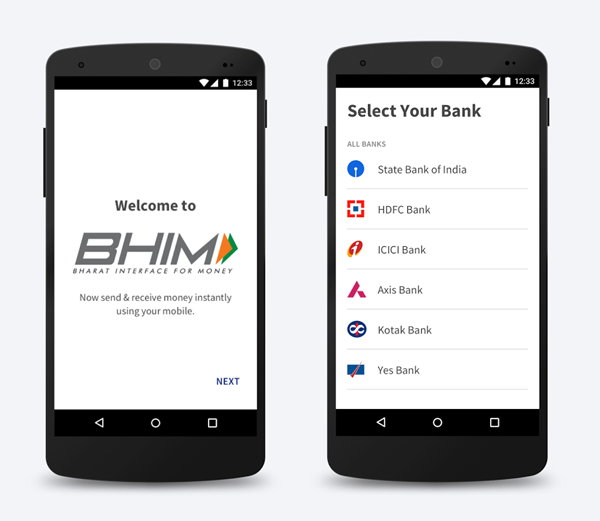 12:33
Welcome to
BHIM
BHARAT INTERFACE FOR MONEY
Now send & receive money instantly
using your mobile.
NEXT
12:33
Select Your Bank
ALL BANKS
State Bank of India
HDFC Bank
ICICI Bank
Axis Bank
Kotak Bank
Yes Bank